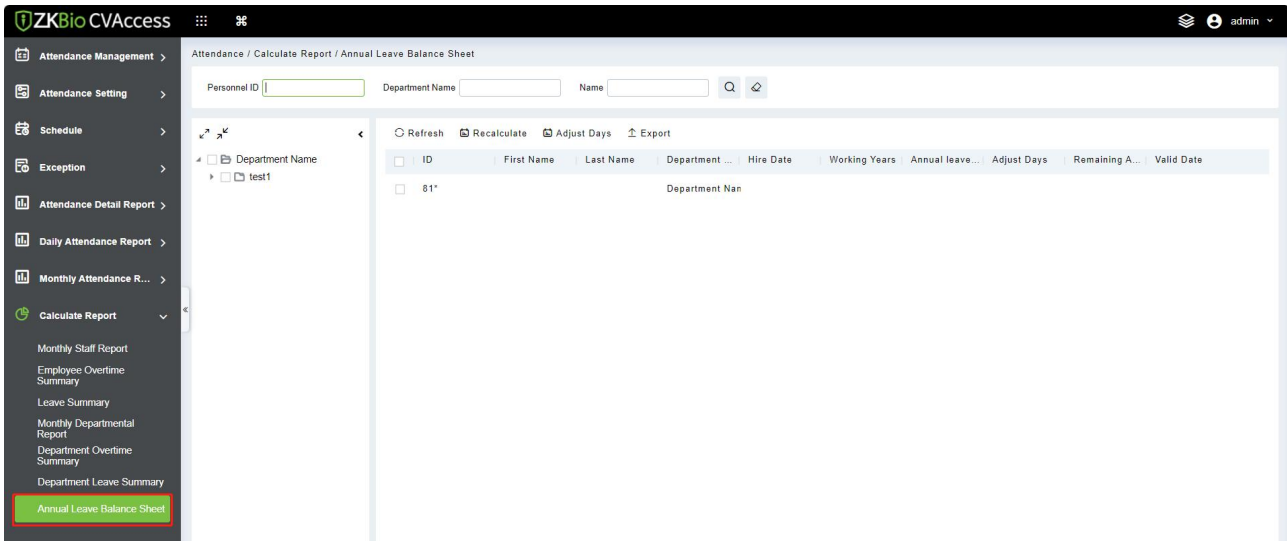 ZKBio CVAccess
admin
Attendance Management
Attendance / Calculate Report / Annual Leave Balance Sheet
Attendance Setting
Personnel ID
Department Name
Name
Schedule
Refresh Recalculate Adjust Days Export
Exception
Department Name
test1
ID First Name Last Name Department ... Hire Date Working Years Annual leave... Adjust Days Remaining A... Valid Date
81* Department Nan
Attendance Detail Report
Daily Attendance Report
Monthly Attendance R...
Calculate Report
Monthly Staff Report
Employee Overtime
Summary
Leave Summary
Monthly Departmental
Report
Department Overtime
Summary
Department Leave Summary
Annual Leave Balance Sheet